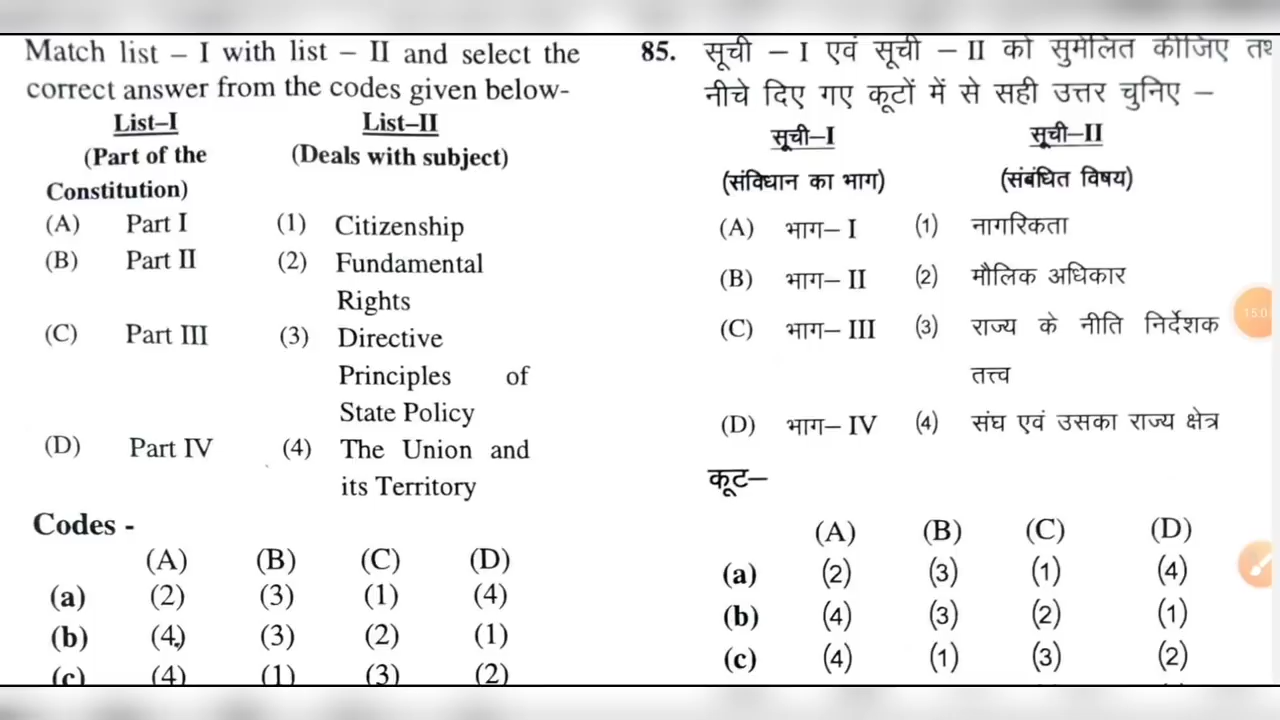 Match list – I with list – II and select the
correct answer from the codes given below-
List–I List–II
(Part of the (Deals with subject)
Constitution)
(A) Part I (1) Citizenship
(B) Part II (2) Fundamental
Rights
(C) Part III (3) Directive
Principles of
State Policy
(D) Part IV (4) The Union and
its Territory
Codes -
(A) (B) (C) (D)
(a) (2) (3) (1) (4)
(b) (4) (3) (2) (1)
(c) (4) (1) (3) (2)
85. सूची – I एवं सूची – II को सुमेलित कीजिए
नीचे दिए गए कूटों में से सही उत्तर चुनिए –
सूची–I सूची–II
(संविधान का भाग) (संबंधित विषय)
(A) भाग– I (1) नागरिकता
(B) भाग– II (2) मौलिक अधिकार
(C) भाग– III (3) राज्य के नीति निर्देशक
तत्त्व
(D) भाग– IV (4) संघ एवं उसका राज्य क्षेत्र
कूट–
(A) (B) (C) (D)
(a) (2) (3) (1) (4)
(b) (4) (3) (2) (1)
(c) (4) (1) (3) (2)